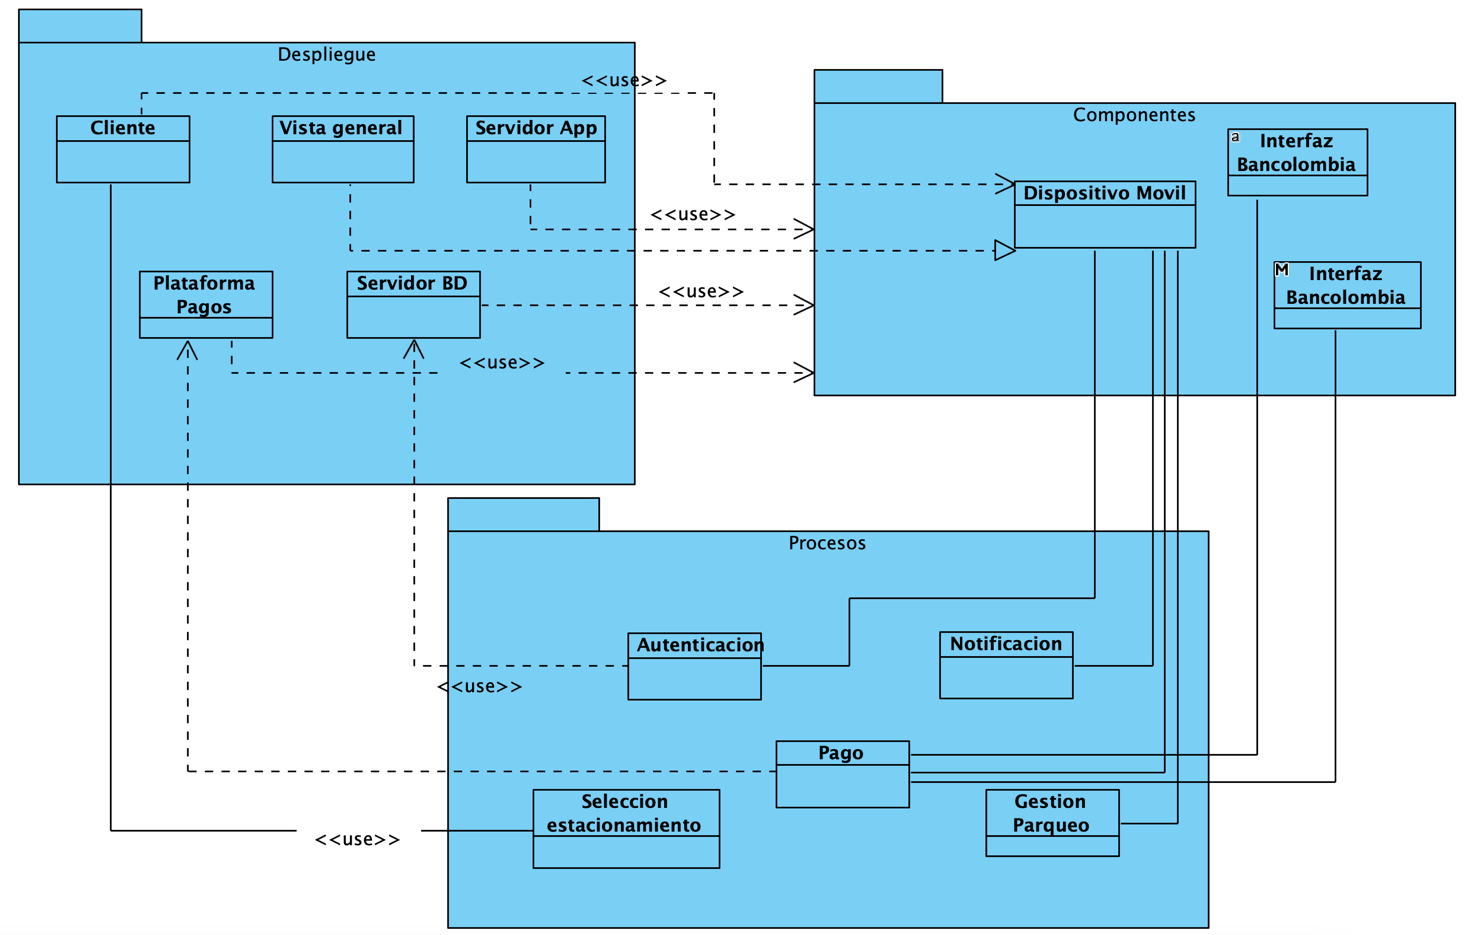 Despliegue
<<use>>
Cliente
Vista general
Servidor App
Plataforma
Pagos
Servidor BD
<<use>>
<<use>>
<<use>>
Componentes
a
Interfaz
Bancolombia
Dispositivo Movil
M
Interfaz
Bancolombia
Procesos
Autenticacion
Notificacion
<<use>>
Pago
Seleccion
estacionamiento
Gestion
Parqueo
<<use>>